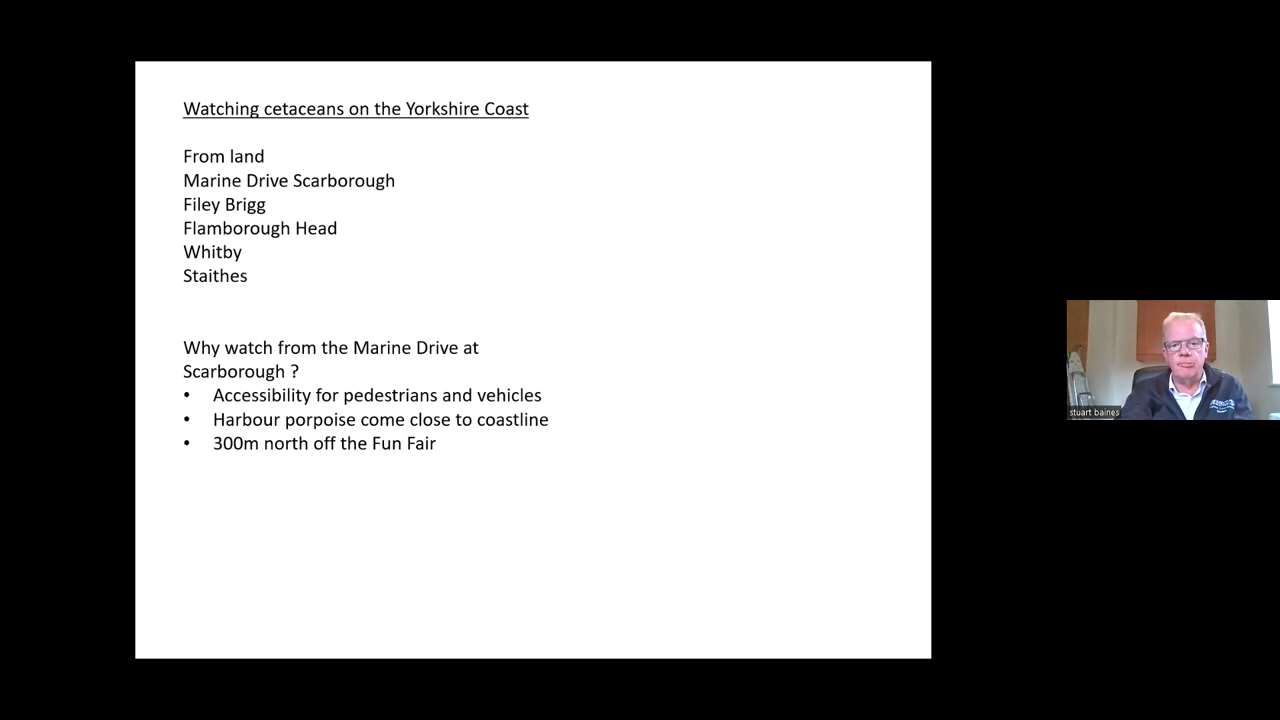 Watching cetaceans on the Yorkshire Coast
From land
Marine Drive Scarborough
Filey Brigg
Flamborough Head
Whitby
Staithes
Why watch from the Marine Drive at
Scarborough ?
• Accessibility for pedestrians and vehicles
• Harbour porpoise come close to coastline
• 300m north off the Fun Fair
stuart baines